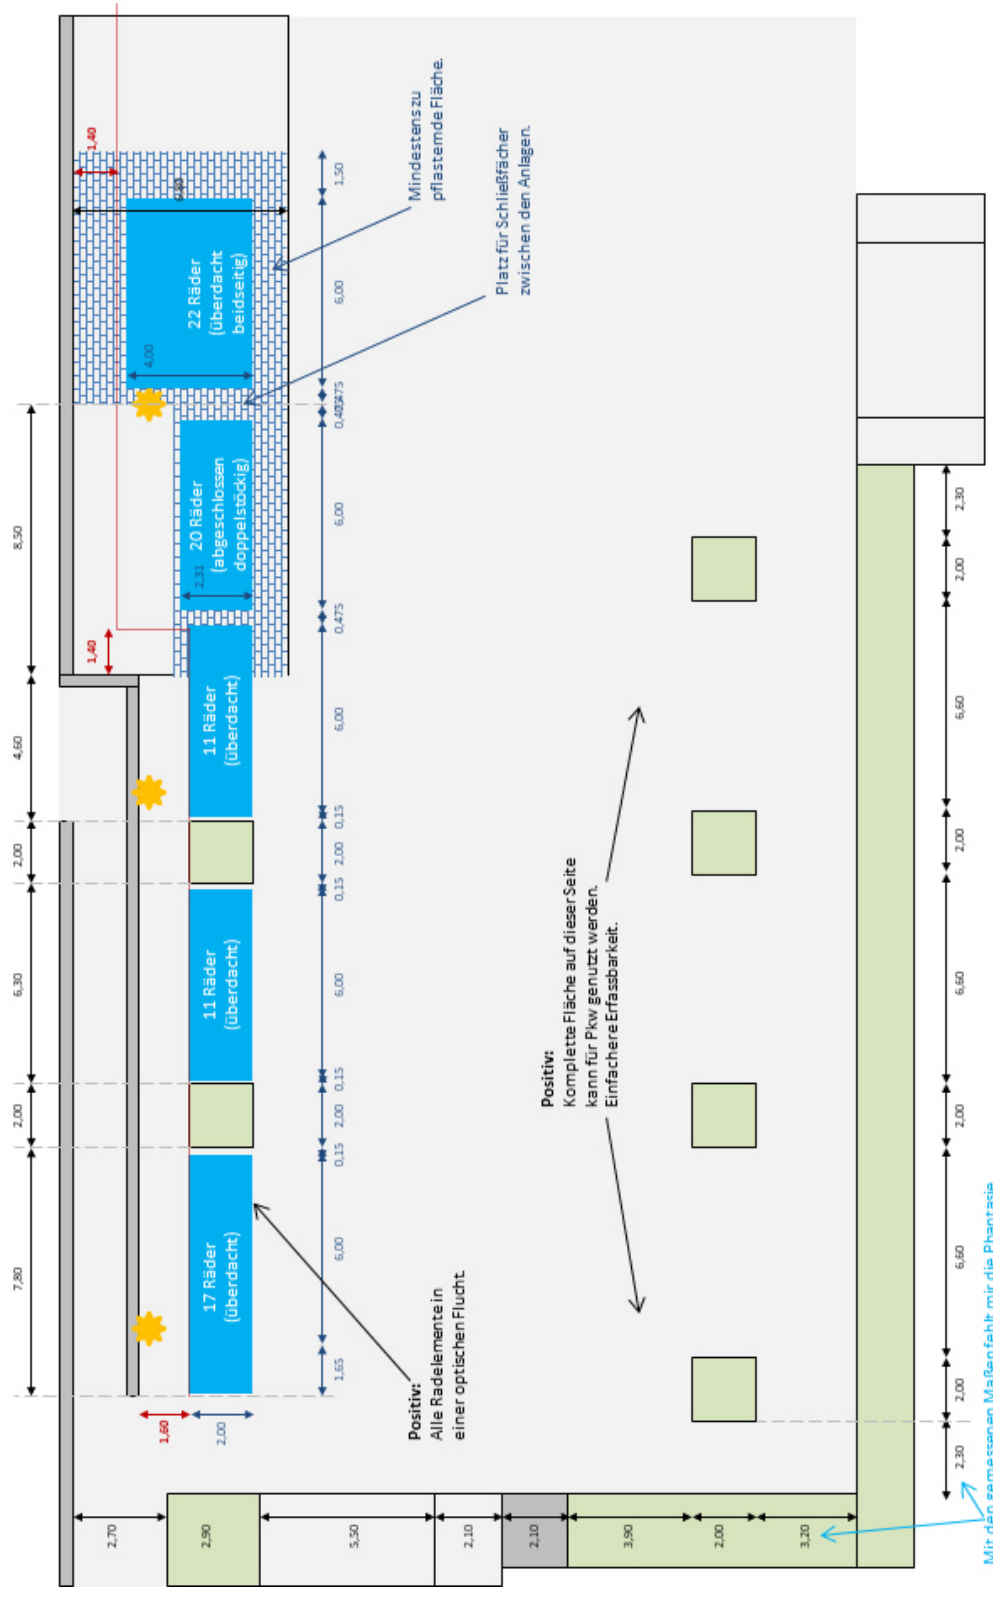 7,80
2,00
6,30
2,00
4,60
8,50
1,40
1,40
6,80
1,60
2,00
17 Räder
(überdacht)
11 Räder
(überdacht)
11 Räder
(überdacht)
20 Räder
(abgeschlossen
doppelstöckig)
2,31
22 Räder
(überdacht
beidseitig)
4,00
1,65
6,00
0,15
2,00
0,15
6,00
0,15
2,00
0,15
6,00
0,475
6,00
6,00
1,50
Mindestens zu
pflasternde Fläche.
Platz für Schließfächer
zwischen den Anlagen.
Positiv:
Alle Radelemente in
einer optischen Flucht.
Positiv:
Komplette Fläche auf dieser Seite
kann für Pkw genutzt werden.
Einfachere Erfassbarkeit.
2,70
2,90
5,50
2,10
2,10
3,90
2,00
3,20
2,30
2,00
6,60
2,00
6,60
2,00
6,60
2,00
2,30
Mit den gemessenen Maßen fehlt mir die Phantasie